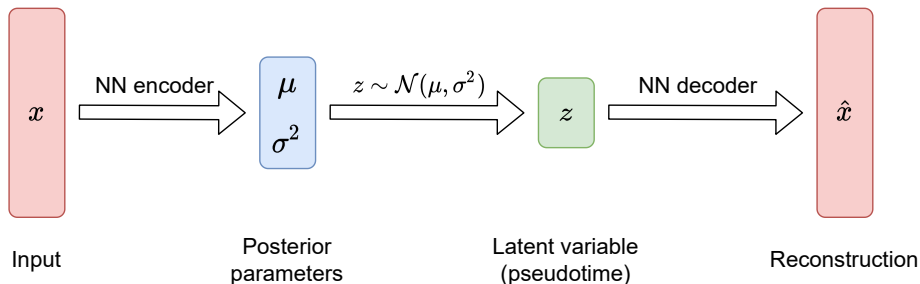 NN encoder
z ∼ 𝒩(μ, σ²)
NN decoder
x
μ
σ²
z
x̂
Input
Posterior
parameters
Latent variable
(pseudotime)
Reconstruction